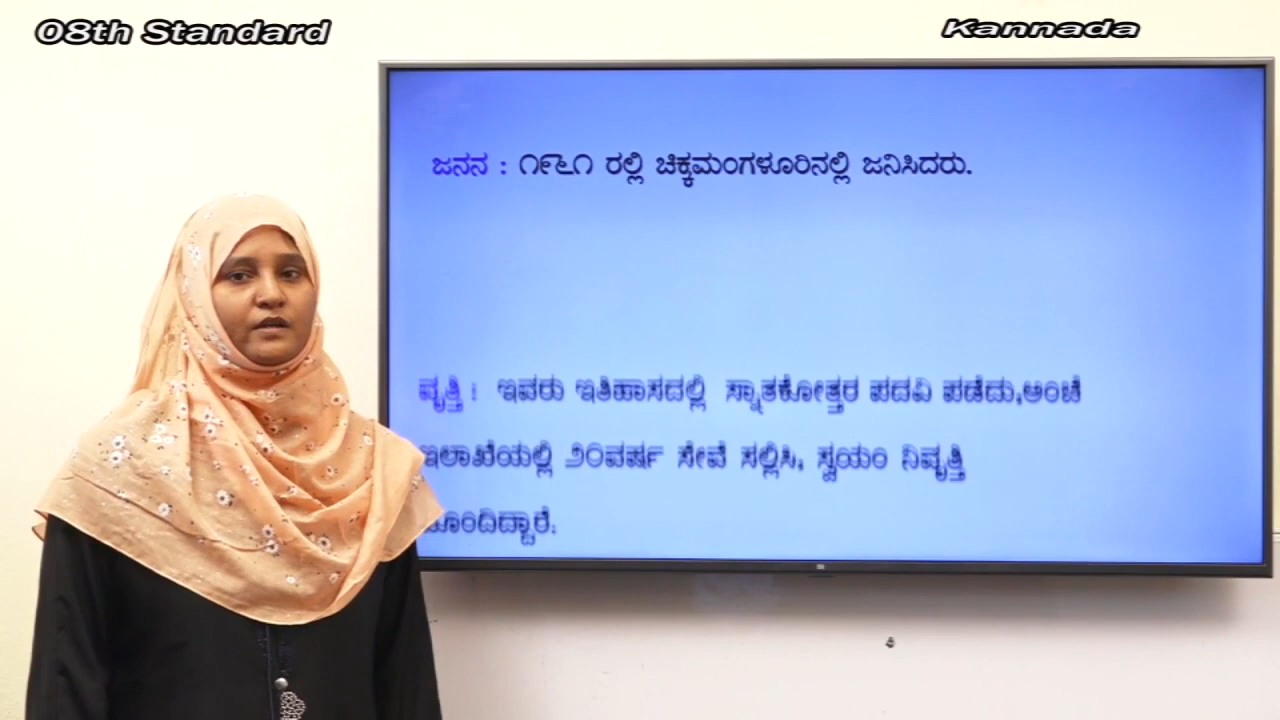 08th Standard
Kannada
ಜನನ : ೧೯೬೧ ರಲ್ಲಿ ಚಿಕ್ಕಮಂಗಳೂರಿನಲ್ಲಿ ಜನಿಸಿದರು.
ವೃತ್ತಿ : ಇವರು ಇತಿಹಾಸದಲ್ಲಿ ಸ್ನಾತಕೋತ್ತರ ಪದವಿ ಪಡೆದು,ಅಂಚೆ
ಇಲಾಖೆಯಲ್ಲಿ ೨೦ವರ್ಷ ಸೇವೆ ಸಲ್ಲಿಸಿ, ಸ್ವಯಂ ನಿವೃತ್ತಿ
ಹೊಂದಿದ್ದಾರೆ.